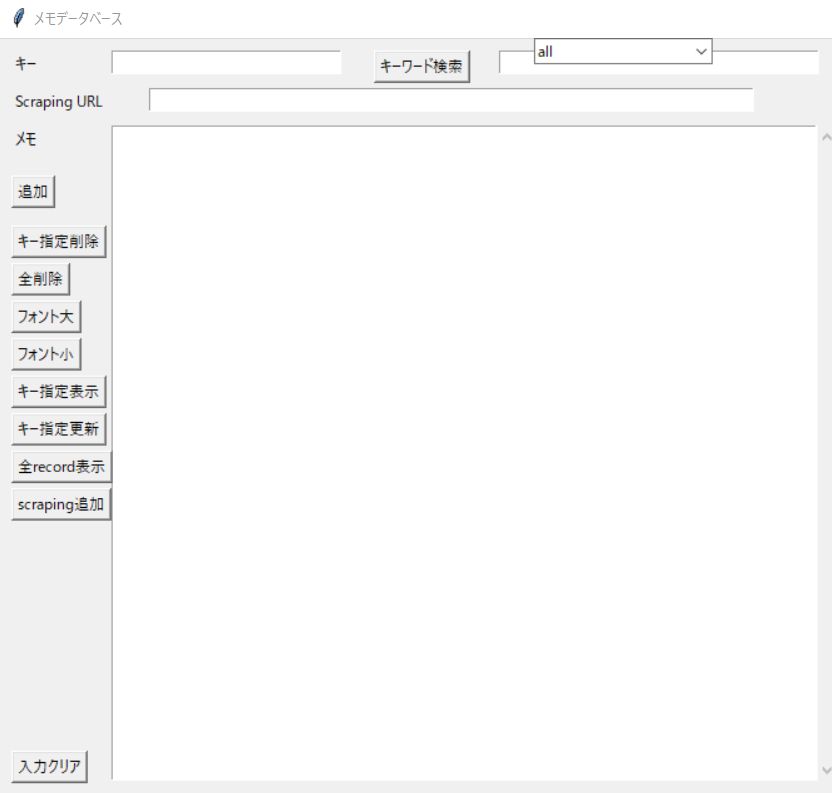 メモデータベース
キー
キーワード検索
all
Scraping URL
メモ
追加
キー指定削除
全削除
フォント大
フォント小
キー指定表示
キー指定更新
全record表示
scraping追加
入力クリア